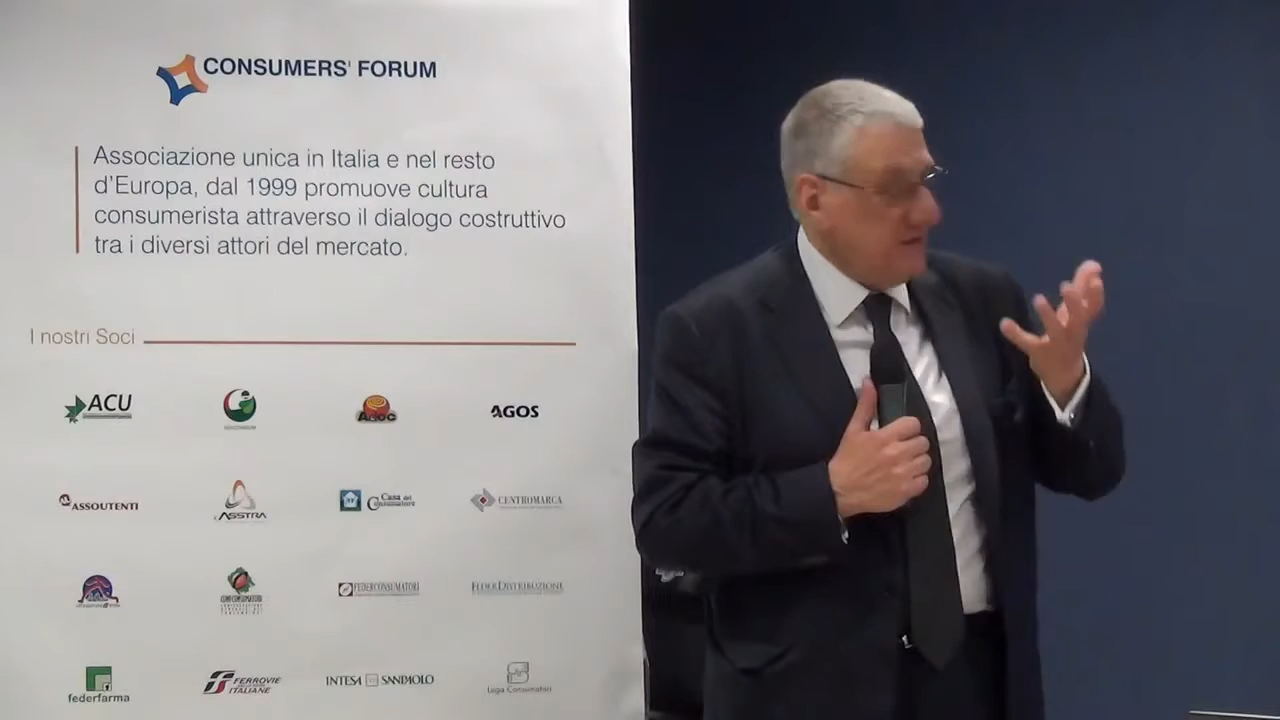 CONSUMERS' FORUM
Associazione unica in Italia e nel resto
d'Europa, dal 1999 promuove cultura
consumerista attraverso il dialogo costruttivo
tra i diversi attori del mercato.
I nostri Soci
ACU
Adoc
AGOS
ASSOUTENTI
ASSTRA
Casa del
Consumatore
CENTROMARCA
FEDERCONSUMATORI
FEDERDISTRIBUZIONE
federfarma
FERROVIE
ITALIANE
INTESA SANPAOLO
Lega Consumatori